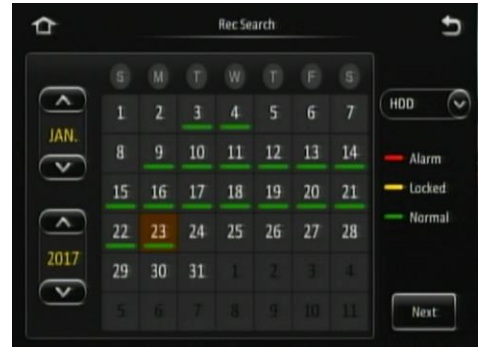 Rec Search
S M T W T F S
1 2 3 4 5 6 7
8 9 10 11 12 13 14
15 16 17 18 19 20 21
22 23 24 25 26 27 28
29 30 31 1 2 3 4
5 6 7 8 9 10 11
JAN.
2017
HDD
Alarm
Locked
Normal
Next